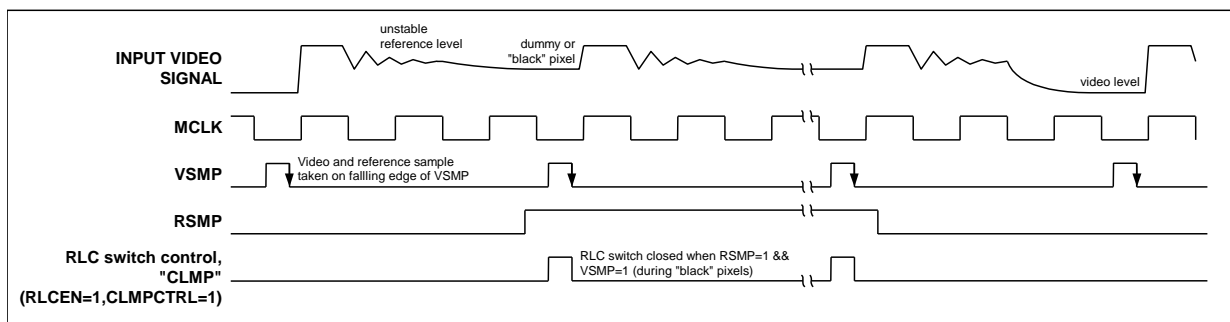 unstable
reference level
dummy or
"black" pixel
INPUT VIDEO
SIGNAL
video level
MCLK
VSMP
Video and reference sample
taken on fallling edge of VSMP
RSMP
RLC switch control,
"CLMP"
(RLCEN=1,CLMPCTRL=1)
RLC switch closed when RSMP=1 &&
VSMP=1 (during "black" pixels)